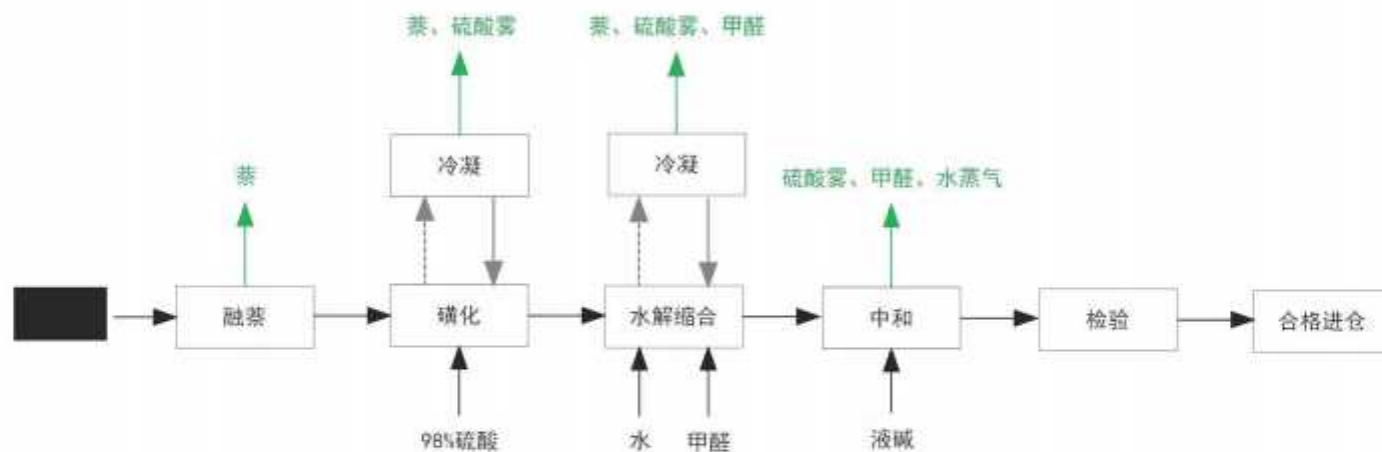 萘、硫酸雾
萘、硫酸雾、甲醛
冷凝
冷凝
萘
硫酸雾、甲醛、水蒸气
融萘
磺化
水解缩合
中和
检验
合格进仓
98%硫酸
水
甲醛
液碱